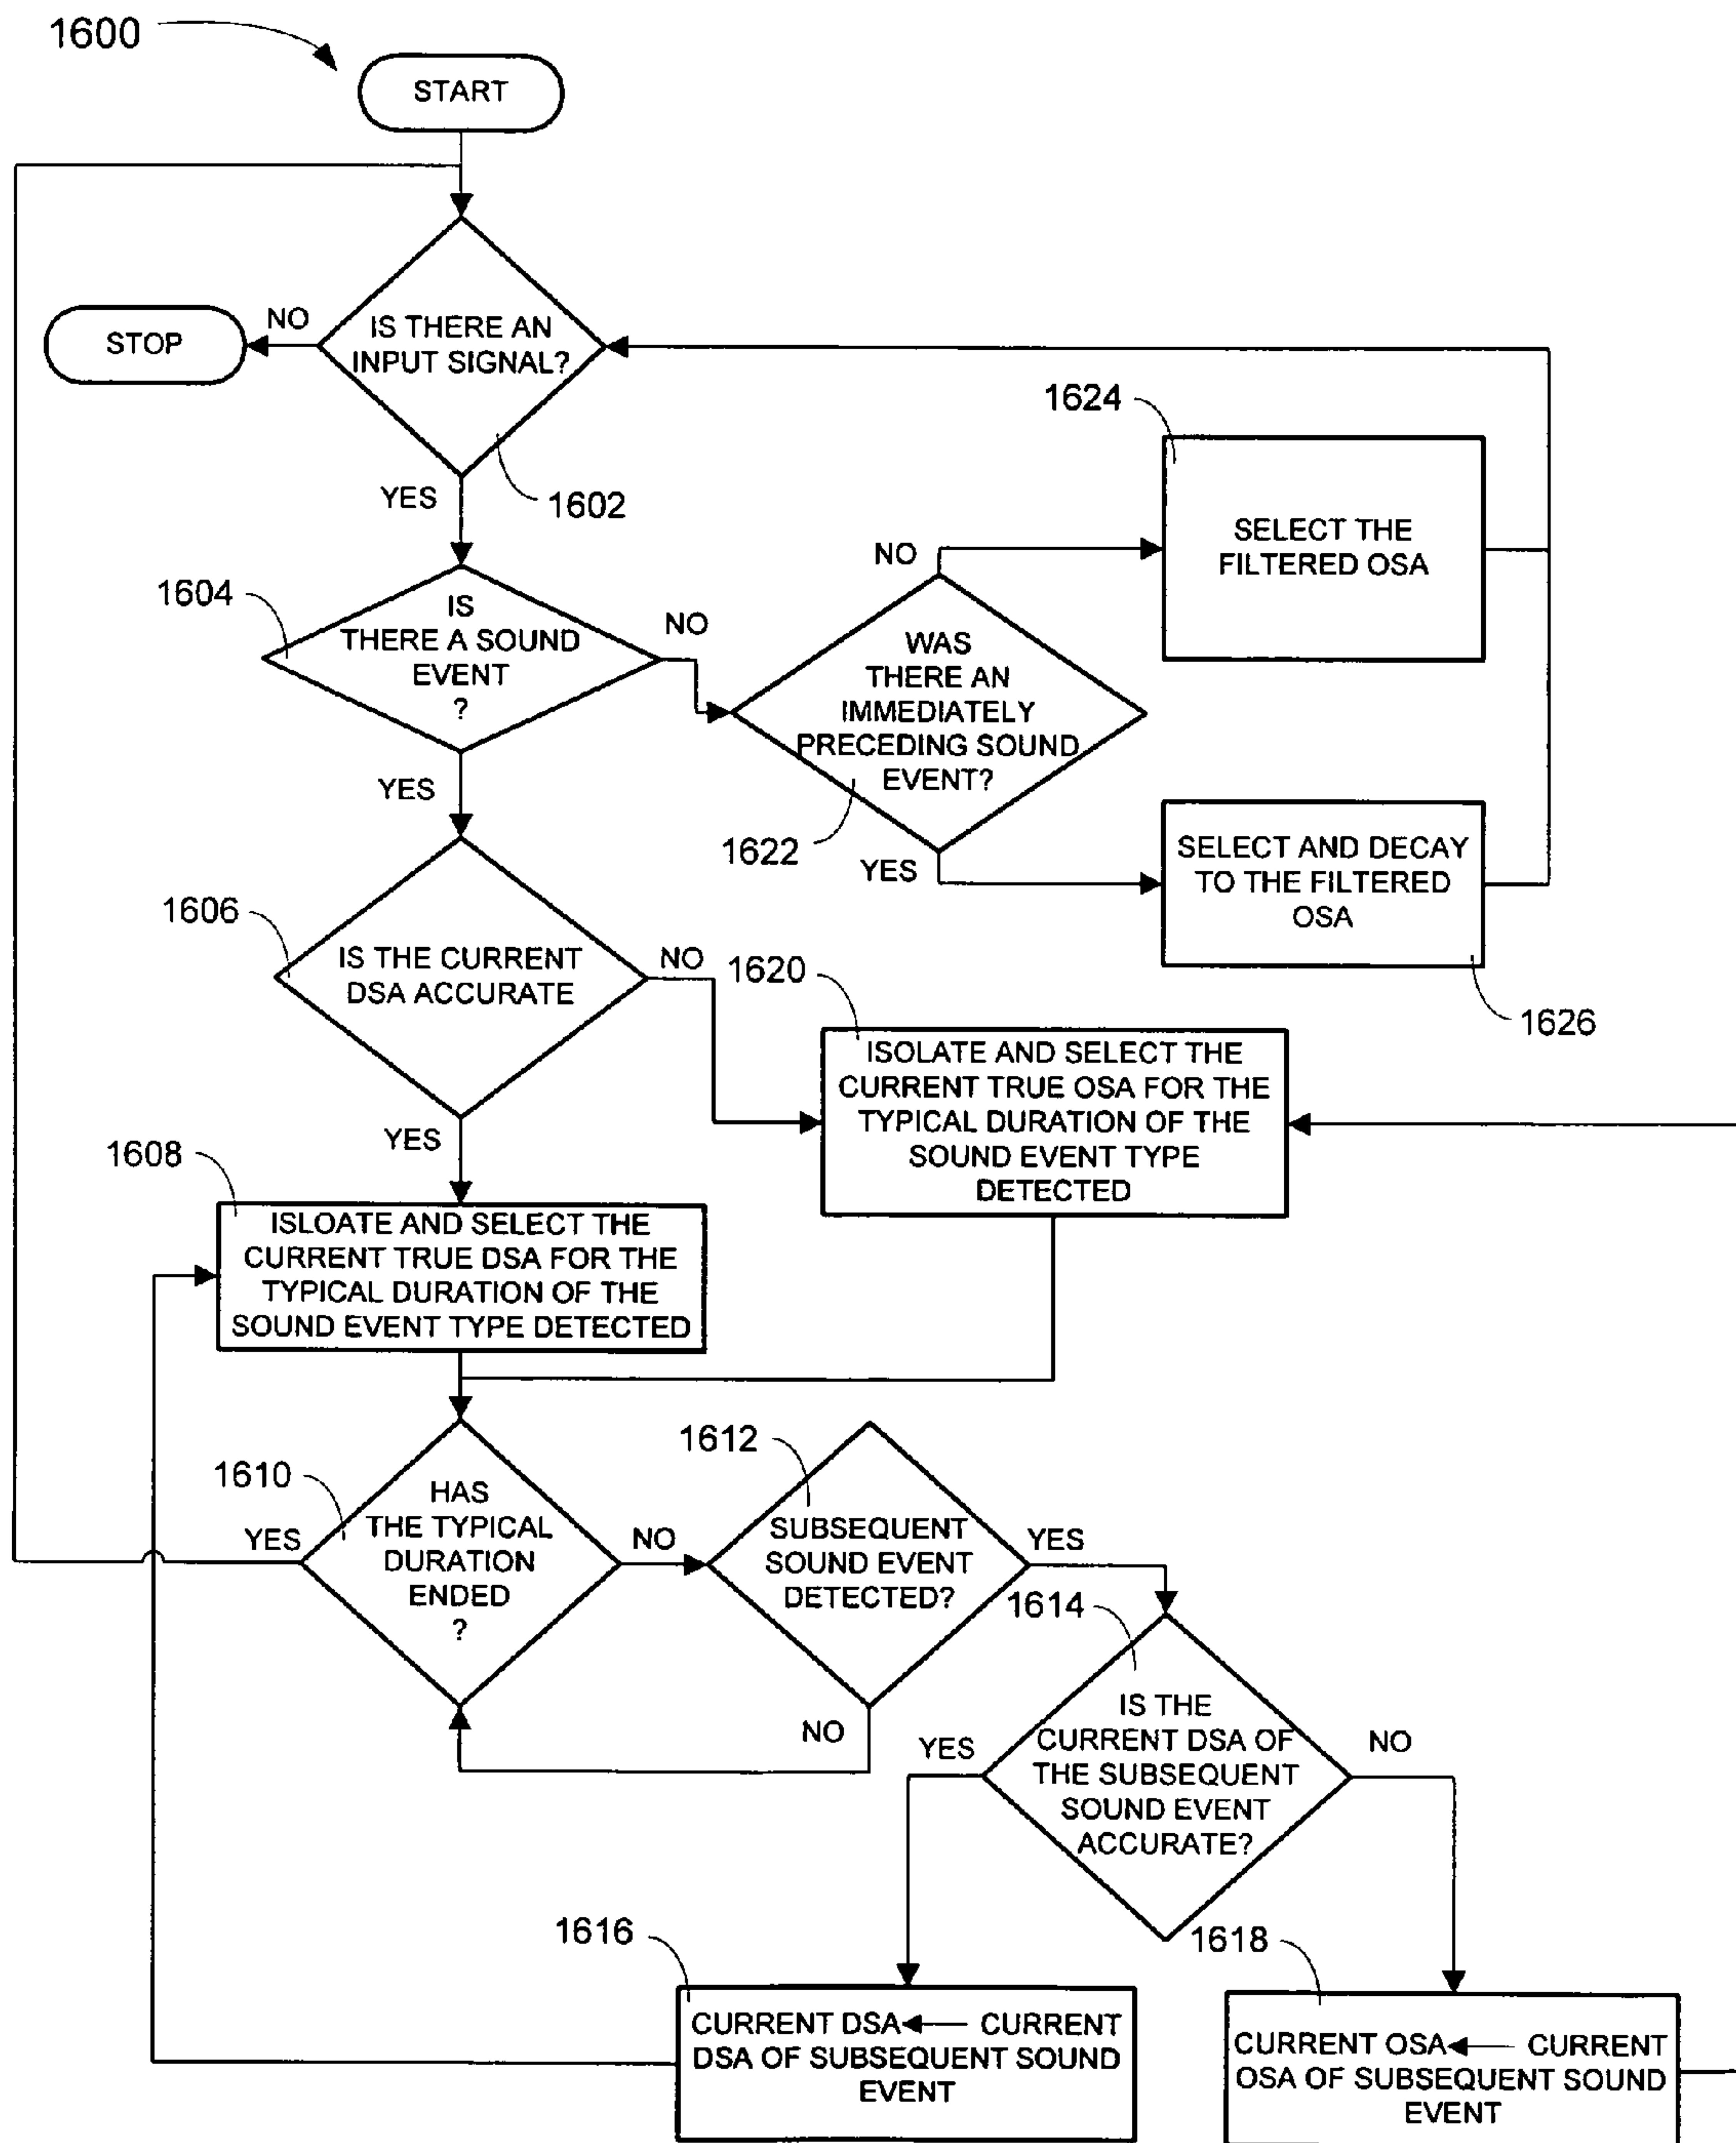 1600
START
IS THERE AN
INPUT SIGNAL?
NO
STOP
YES
1602
1604
IS
THERE A SOUND
EVENT
?
NO
WAS
THERE AN
IMMEDIATELY
PRECEDING SOUND
EVENT?
1622
NO
1624
SELECT THE
FILTERED OSA
YES
SELECT AND DECAY
TO THE FILTERED
OSA
1626
YES
1606
IS THE CURRENT
DSA ACCURATE
NO
1620
ISOLATE AND SELECT THE
CURRENT TRUE OSA FOR THE
TYPICAL DURATION OF THE
SOUND EVENT TYPE
DETECTED
YES
1608
ISLOATE AND SELECT THE
CURRENT TRUE DSA FOR THE
TYPICAL DURATION OF THE
SOUND EVENT TYPE DETECTED
1610
HAS
THE TYPICAL
DURATION
ENDED
?
YES
NO
1612
SUBSEQUENT
SOUND EVENT
DETECTED?
YES
NO
1614
IS THE
CURRENT DSA OF
THE SUBSEQUENT
SOUND EVENT
ACCURATE?
YES
NO
1616
CURRENT DSA ← CURRENT
DSA OF SUBSEQUENT SOUND
EVENT
1618
CURRENT OSA ← CURRENT
OSA OF SUBSEQUENT SOUND
EVENT